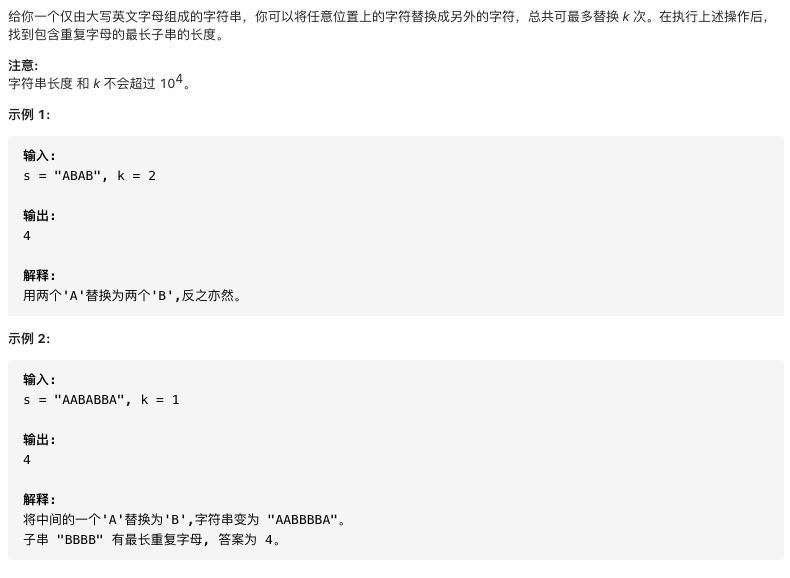 给你一个仅由大写英文字母组成的字符串，你可以将任意位置上的字符替换成另外的字符，总共可最多替换 k 次。在执行上述操作后，
找到包含重复字母的最长子串的长度。
注意:
字符串长度 和 k 不会超过 10⁴。
示例 1:
输入:
s = "ABAB", k = 2
输出:
4
解释:
用两个'A'替换为两个'B',反之亦然。
示例 2:
输入:
s = "AABABBA", k = 1
输出:
4
解释:
将中间的一个'A'替换为'B',字符串变为 "AABBBBA"。
子串 "BBBB" 有最长重复字母, 答案为 4。